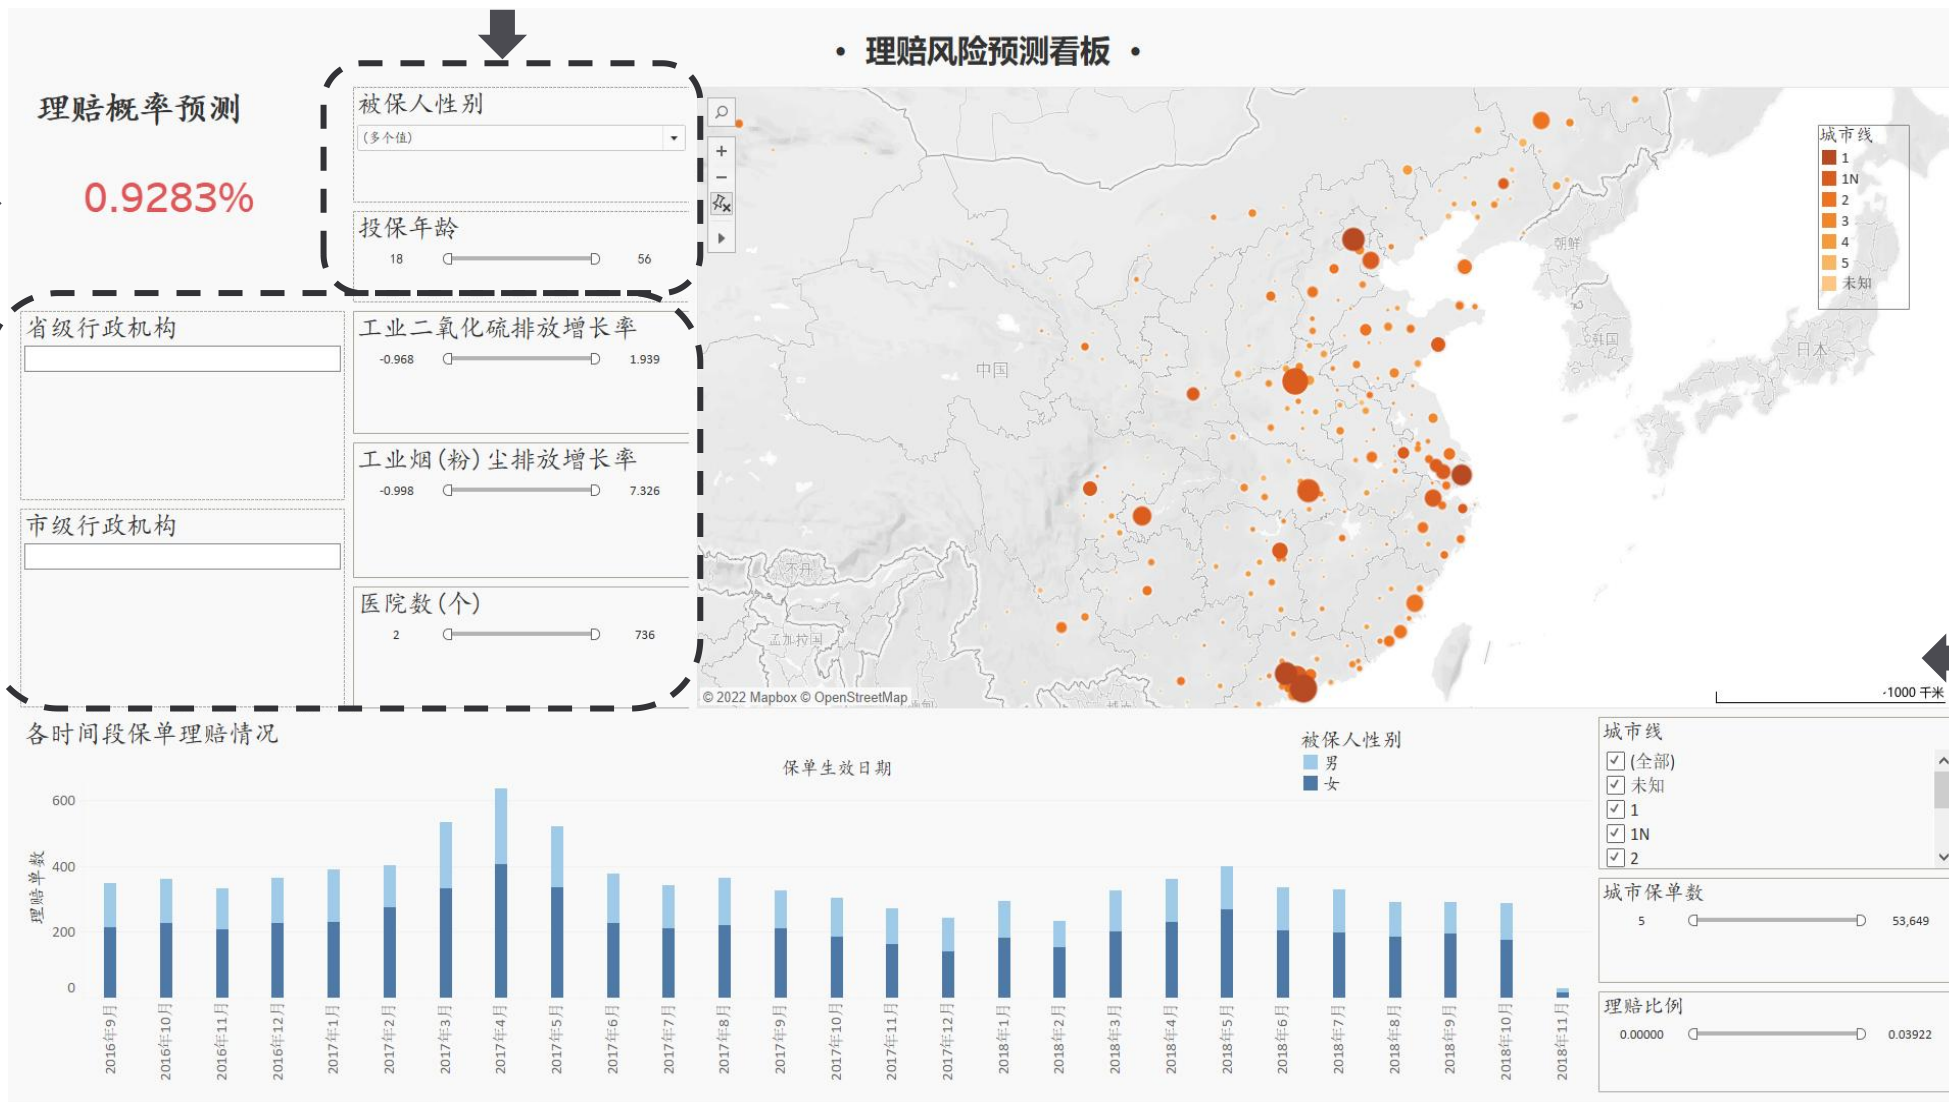 • 理赔风险预测看板 •
理赔概率预测
0.9283%
被保人性别
(多个值)
投保年龄
18 56
省级行政机构
市级行政机构
工业二氧化硫排放增长率
-0.968 1.939
工业烟(粉)尘排放增长率
-0.998 7.326
医院数(个)
2 736
城市线
1
1N
2
3
4
5
未知
中国
朝鲜
韩国
日本
不丹
孟加拉国
© 2022 Mapbox © OpenStreetMap
-1000 千米
各时间段保单理赔情况
保单生效日期
被保人性别
男
女
理赔单数
600
400
200
0
2016年9月
2016年10月
2016年11月
2016年12月
2017年1月
2017年2月
2017年3月
2017年4月
2017年5月
2017年6月
2017年7月
2017年8月
2017年9月
2017年10月
2017年11月
2017年12月
2018年1月
2018年2月
2018年3月
2018年4月
2018年5月
2018年6月
2018年7月
2018年8月
2018年9月
2018年10月
2018年11月
城市线
(全部)
未知
1
1N
2
城市保单数
5 53,649
理赔比例
0.00000 0.03922